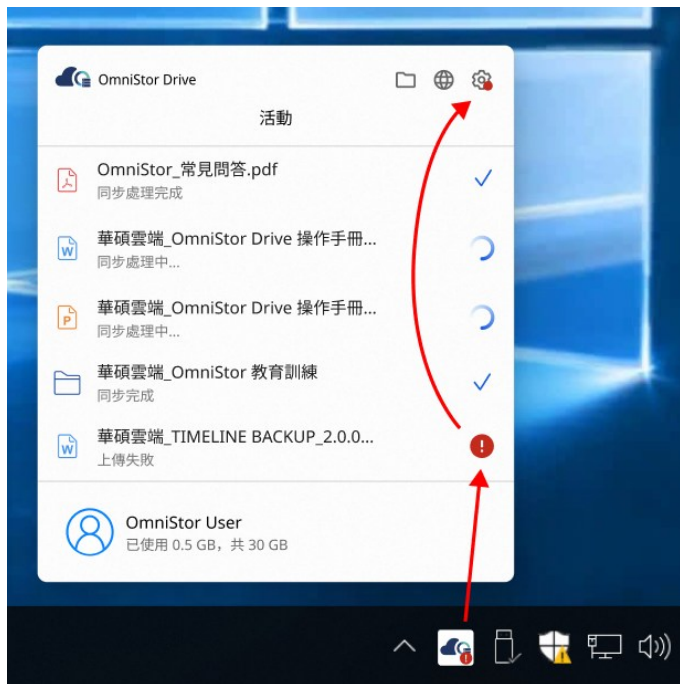 OmniStor Drive
活動
OmniStor_常見問答.pdf
同步處理完成
華碩雲端_OmniStor Drive 操作手冊...
同步處理中...
華碩雲端_OmniStor Drive 操作手冊...
同步處理中...
華碩雲端_OmniStor 教育訓練
同步完成
華碩雲端_TIMELINE BACKUP_2.0.0...
上傳失敗
OmniStor User
已使用 0.5 GB，共 30 GB